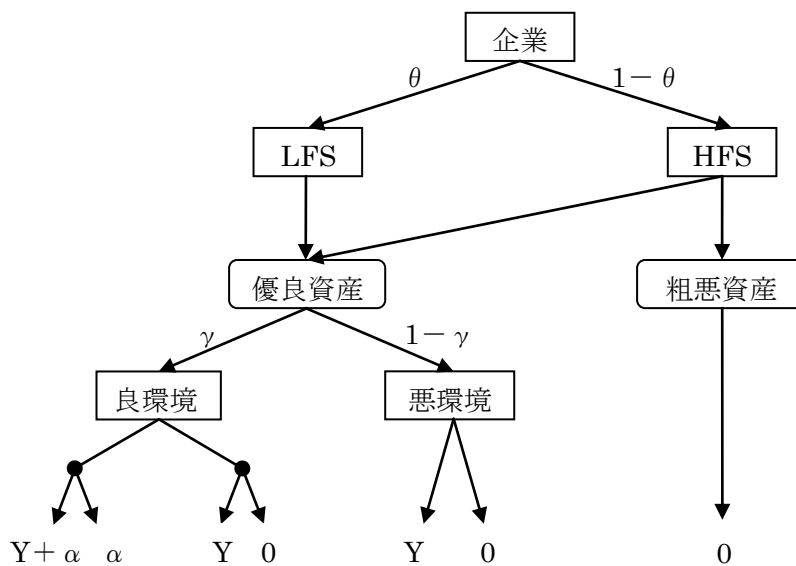 企業
θ 1－θ
LFS HFS
優良資産 粗悪資産
γ 1－γ
良環境 悪環境
Y＋α α Y 0 Y 0 0